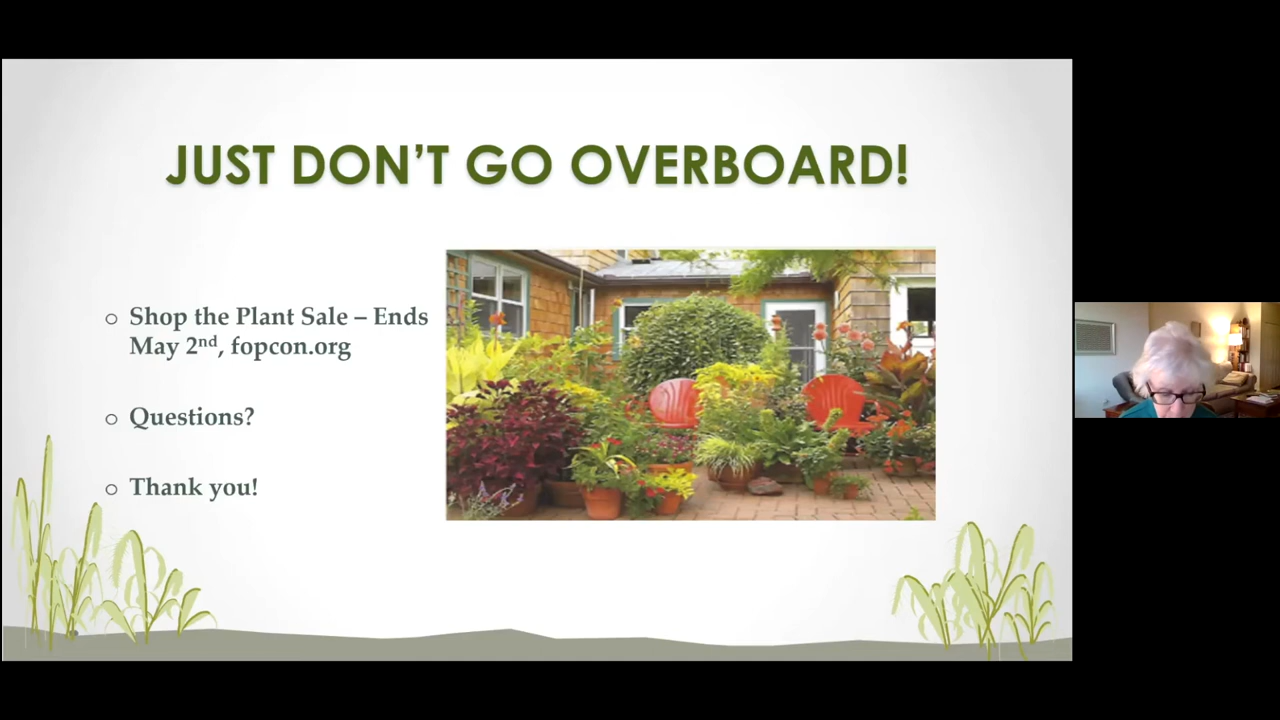 JUST DON'T GO OVERBOARD!
Shop the Plant Sale – Ends
May 2nd, fopcon.org
Questions?
Thank you!